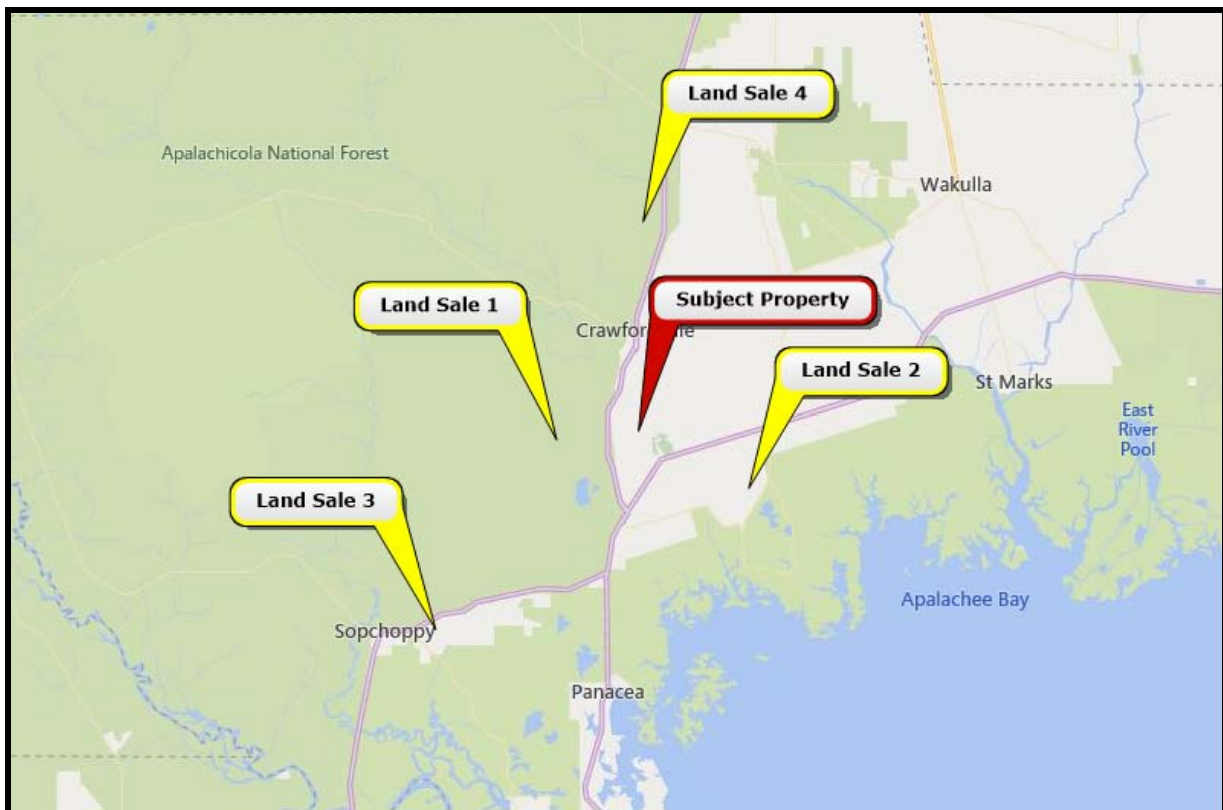 Land Sale 4
Apalachicola National Forest
Wakulla
Land Sale 1
Subject Property
Land Sale 2
St Marks
East
River
Pool
Land Sale 3
Apalachee Bay
Sopchoppy
Panacea